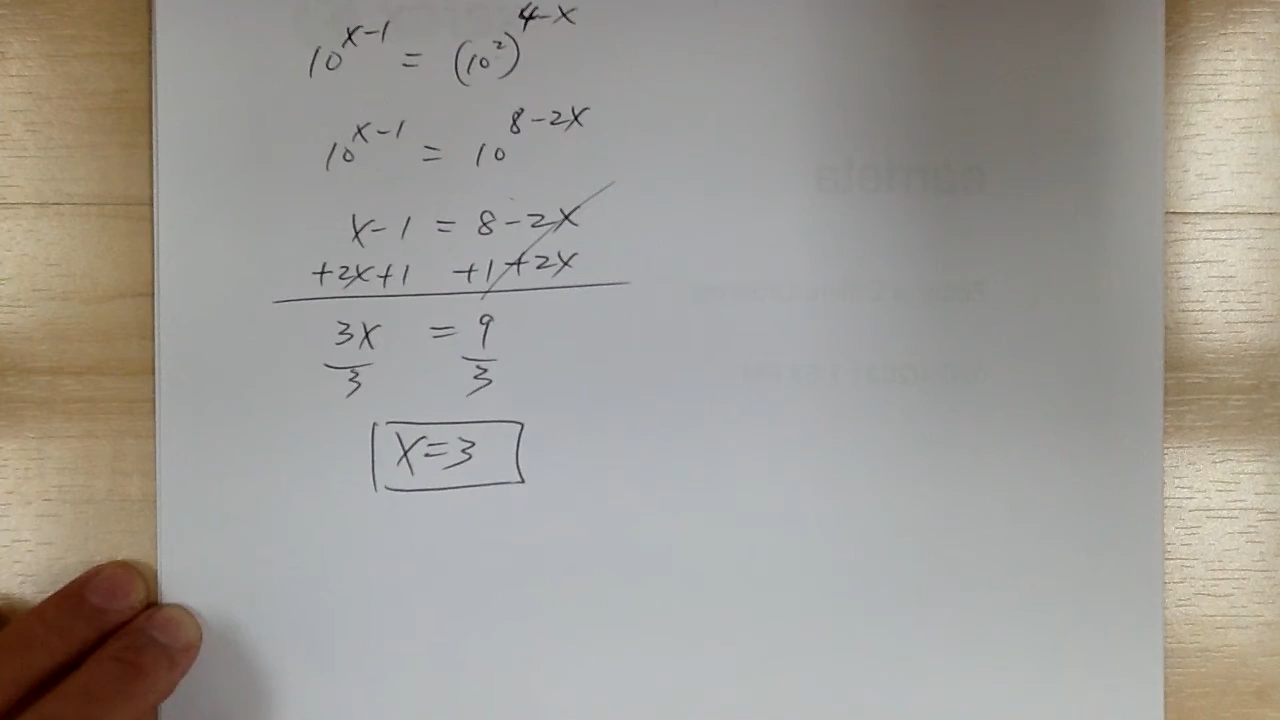 10^{x-1} = (10^2)^{4-x}
10^{x-1} = 10^{8-2x}
x-1 = 8-2x
+2x+1 +1+2x
3x = 9
3 3
x=3